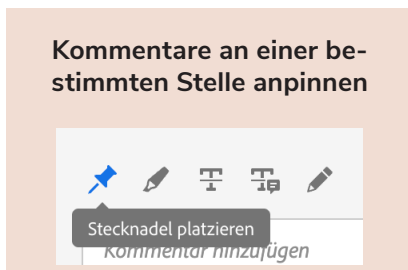 Kommentare an einer be-
stimmten Stelle anpinnen
Stecknadel platzieren
Kommentar hinzufügen